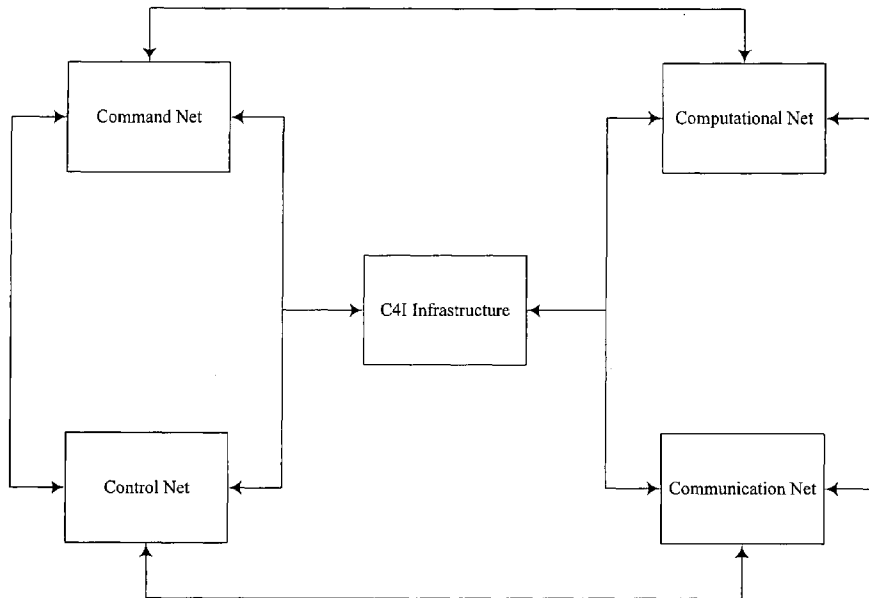 Command Net
Computational Net
C4I Infrastructure
Control Net
Communication Net